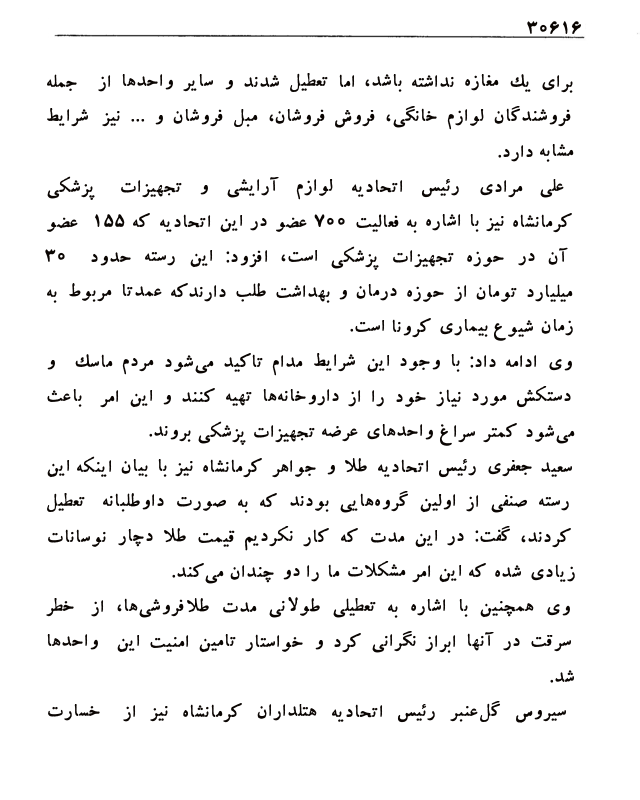 ۳۰۶۱۶
برای یك مغازه نداشته باشد، اما تعطیل شدند و سایر واحدها از جمله
فروشندگان لوازم خانگی، فروش فروشان، مبل فروشان و ... نیز شرایط
مشابه دارد.
علی مرادی رئیس اتحادیه لوازم آرایشی و تجهیزات پزشکی
کرمانشاه نیز با اشاره به فعالیت ۷۰۰ عضو در این اتحادیه که ۱۵۵ عضو
آن در حوزه تجهیزات پزشکی است، افزود: این رسته حدود ۳۰
میلیارد تومان از حوزه درمان و بهداشت طلب دارندکه عمدتا مربوط به
زمان شیوع بیماری کرونا است.
وی ادامه داد: با وجود این شرایط مدام تاکید می‌شود مردم ماسك و
دستکش مورد نیاز خود را از داروخانه‌ها تهیه کنند و این امر باعث
می‌شود کمتر سراغ واحدهای عرضه تجهیزات پزشکی بروند.
سعید جعفری رئیس اتحادیه طلا و جواهر کرمانشاه نیز با بیان اینکه این
رسته صنفی از اولین گروه‌هایی بودند که به صورت داوطلبانه تعطیل
کردند، گفت: در این مدت که کار نکردیم قیمت طلا دچار نوسانات
زیادی شده که این امر مشکلات ما را دو چندان می‌کند.
وی همچنین با اشاره به تعطیلی طولانی مدت طلافروشی‌ها، از خطر
سرقت در آنها ابراز نگرانی کرد و خواستار تامین امنیت این واحدها
شد.
سیروس گل‌عنبر رئیس اتحادیه هتلداران کرمانشاه نیز از خسارت